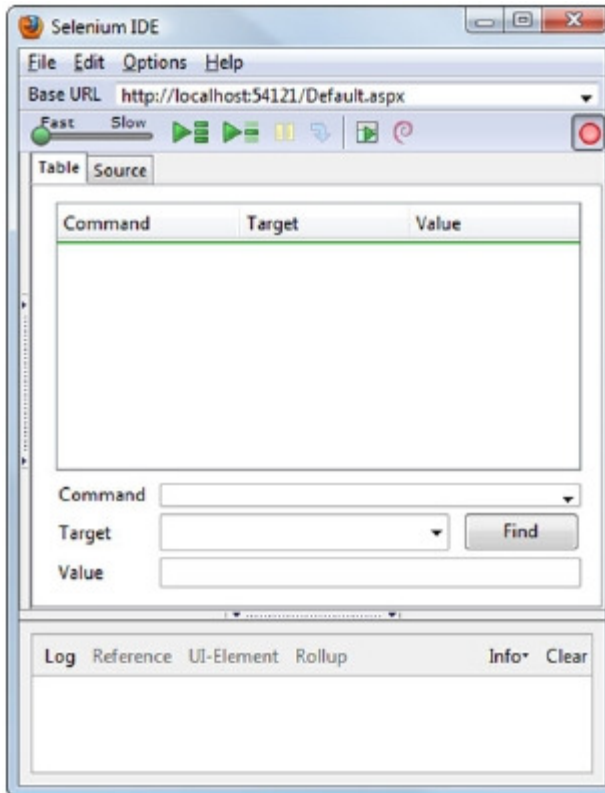 Selenium IDE
File Edit Options Help
Base URL http://localhost:54121/Default.aspx
Fast Slow
Table Source
Command Target Value
Command
Target Find
Value
Log Reference UI-Element Rollup Info Clear